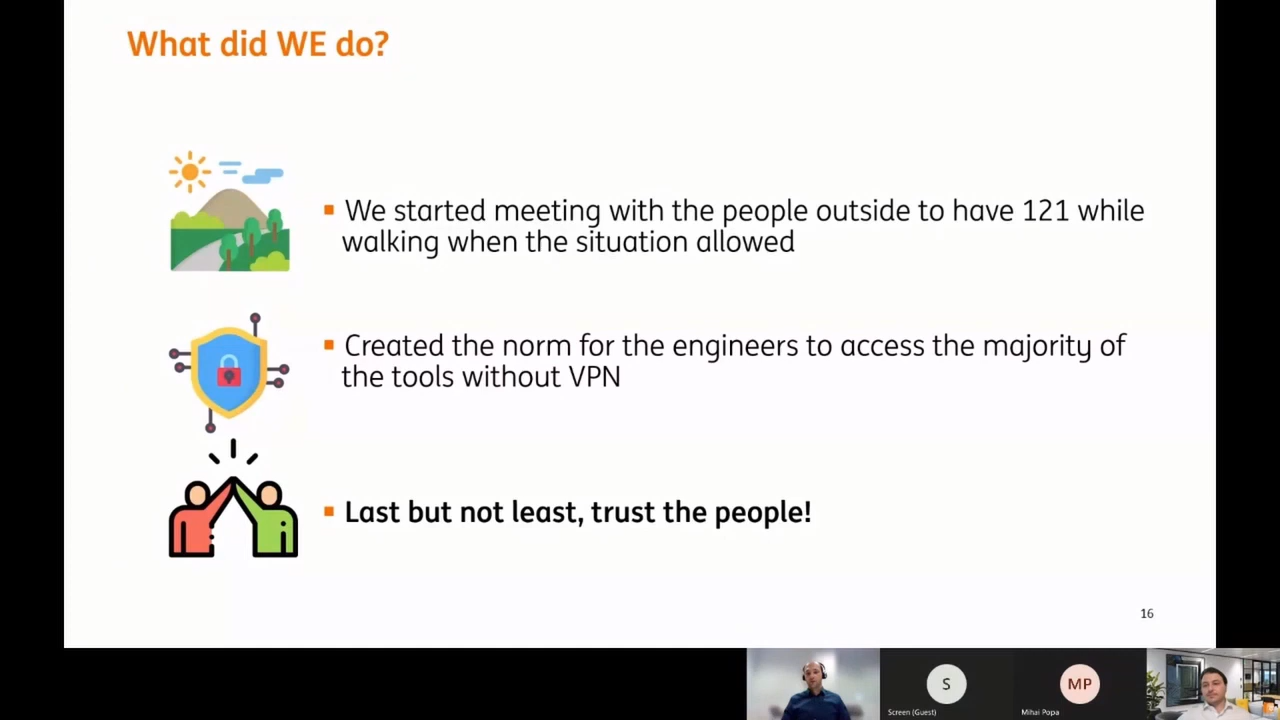 What did WE do?
▪ We started meeting with the people outside to have 121 while
walking when the situation allowed
▪ Created the norm for the engineers to access the majority of
the tools without VPN
▪ Last but not least, trust the people!
16
S
MP
Screen (Guest)
Mihai Popa